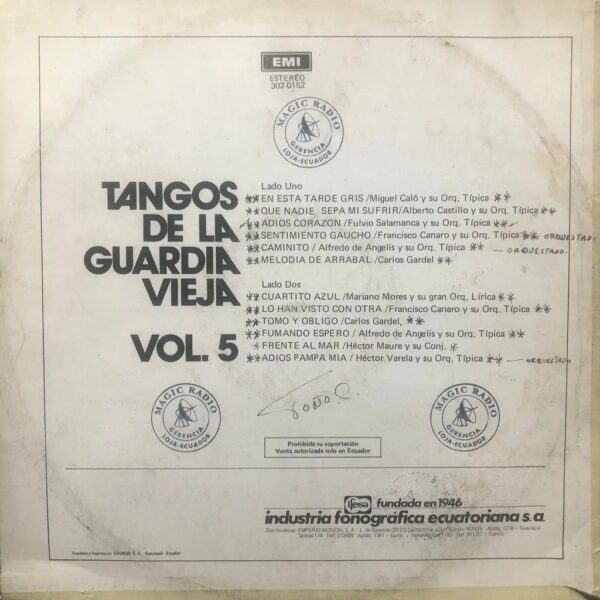 EMI
ESTEREO
302-0152
MAGIC RADIO
GERENCIA
LOJA-ECUADOR
TANGOS
DE LA
GUARDIA
VIEJA
VOL. 5
Lado Uno
** EN ESTA TARDE GRIS /Miguel Caló y su Orq. Típica **
** QUE NADIE SEPA MI SUFRIR/Alberto Castillo y su Orq. Típica **
ADIOS CORAZON/Fulvio Salamanca y su Orq. Típica
** SENTIMIENTO GAUCHO/Francisco Canaro y su Orq. Típica ** ORQUESTADO
** CAMINITO / Alfredo de Angelis y su Orq. Típica ** — ORQUESTADO.
** MELODIA DE ARRABAL/Carlos Gardel **
Lado Dos
** CUARTITO AZUL /Mariano Mores y su gran Orq. Lírica **
** LO HAN VISTO CON OTRA/Francisco Canaro y su Orq. Típica **
** TOMO Y OBLIGO/Carlos Gardel, **
** FUMANDO ESPERO / Alfredo de Angelis y su Orq. Típica **
FRENTE AL MAR/Héctor Maure y su Conj. *
** ADIOS PAMPA MIA / Héctor Varela y su Orq. Típica ** — ORQUESTADO
TOÑO C.
MAGIC RADIO
GERENCIA
LOJA-ECUADOR
MAGIC RADIO
GERENCIA
LOJA-ECUADOR
Prohibida su exportación
Venta autorizada solo en Ecuador
fesa fundada en 1946
industria fonográfica ecuatoriana s.a.
Distribuidores: EMPORIO MUSICAL S. A.